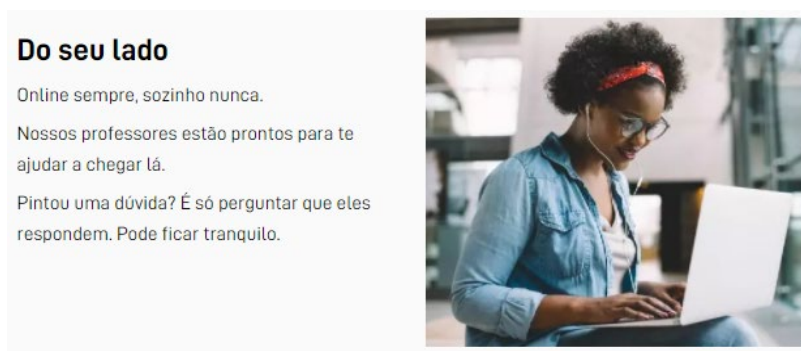 Do seu lado
Online sempre, sozinho nunca.
Nossos professores estão prontos para te
ajudar a chegar lá.
Pintou uma dúvida? É só perguntar que eles
respondem. Pode ficar tranquilo.